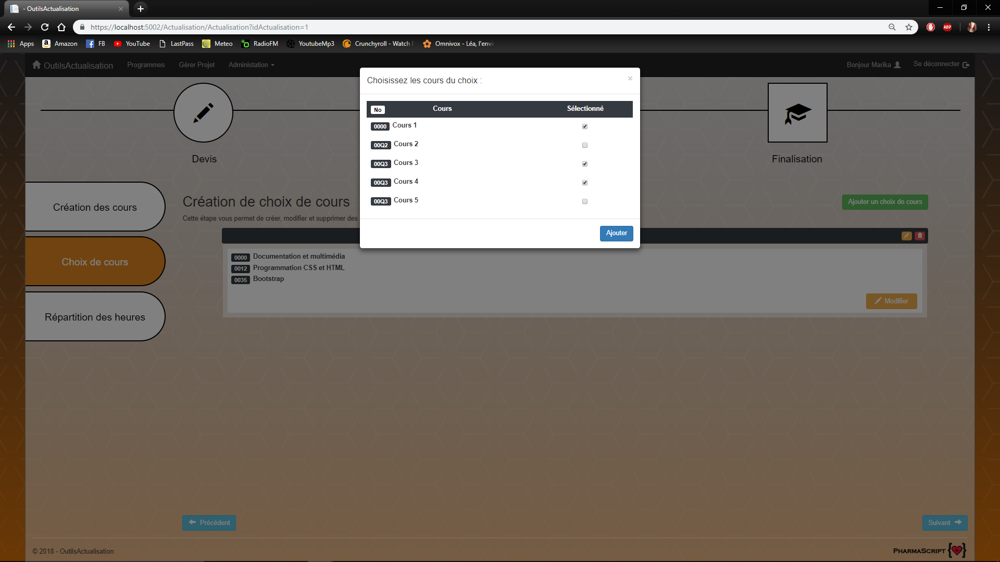 - OutilsActualisation
https://localhost:5002/Actualisation/Actualisation?idActualisation=1
ABP
Apps Amazon FB YouTube LastPass Meteo RadioFM YoutubeMp3 Crunchyroll - Watch Omnivox - Léa, l'envi
OutilsActualisation Programmes Gérer Projet Administation Bonjour Marika Se déconnecter
Choisissez les cours du choix :
No Cours Sélectionné
0000 Cours 1
00Q2 Cours 2
00Q3 Cours 3
00Q3 Cours 4
00Q3 Cours 5
Ajouter
Devis
Finalisation
Création des cours
Choix de cours
Répartition des heures
Création de choix de cours
Ajouter un choix de cours
Cette étape vous permet de créer, modifier et supprimer des
0000 Documentation et multimédia
0012 Programmation CSS et HTML
0035 Bootstrap
Modifier
Précédent
Suivant
© 2018 - OutilsActualisation
PHARMASCRIPT